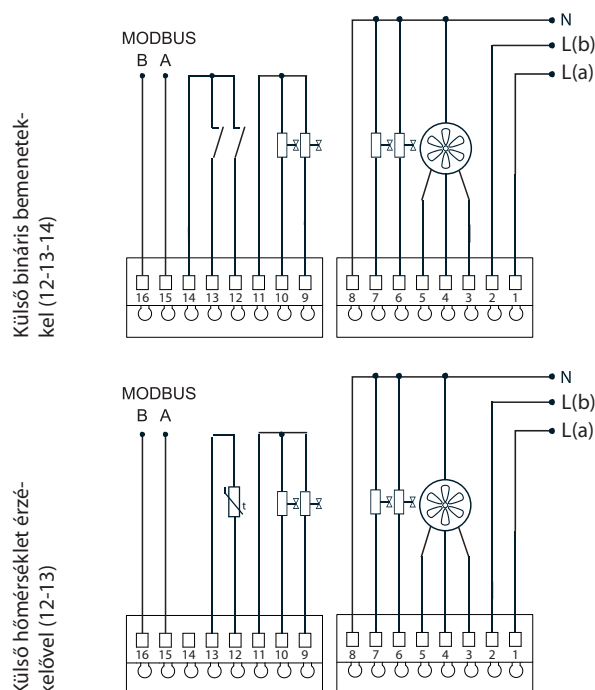 Külső bináris bemenetek-
kel (12-13-14)
MODBUS
B A
N
L(b)
L(a)
16 15 14 13 12 11 10 9
8 7 6 5 4 3 2 1
Külső hőmérséklet érzé-
kelővel (12-13)
MODBUS
B A
t
N
L(b)
L(a)
16 15 14 13 12 11 10 9
8 7 6 5 4 3 2 1